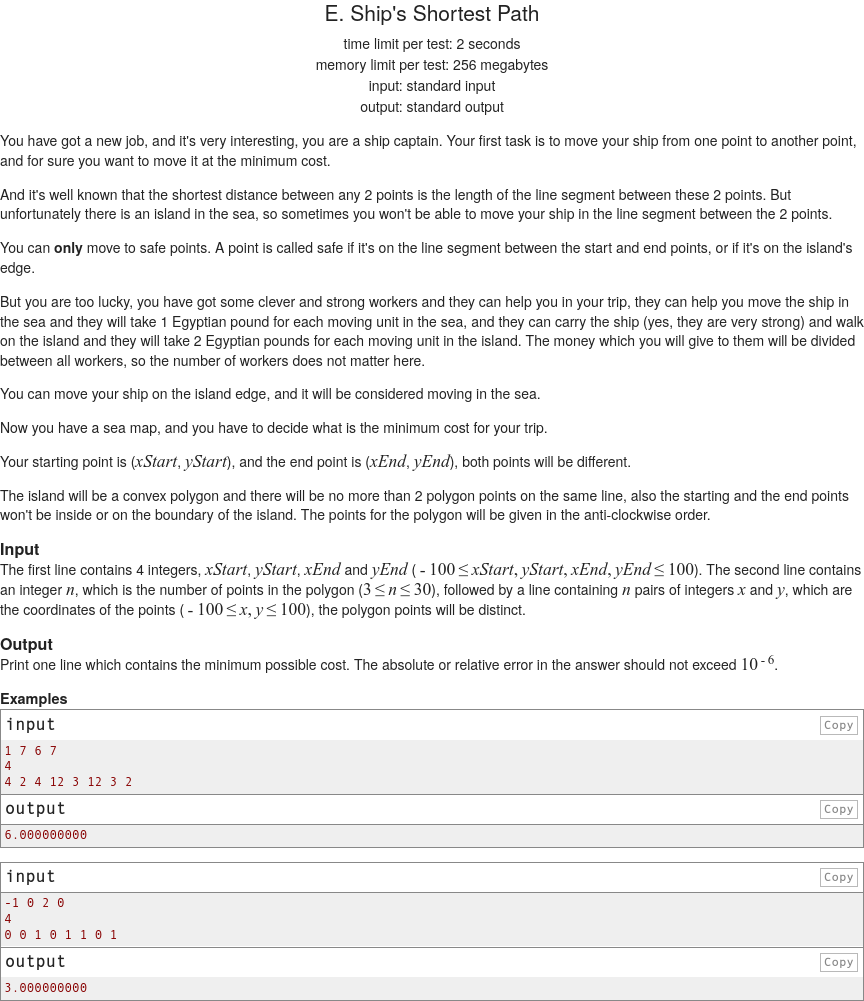 E. Ship's Shortest Path
time limit per test: 2 seconds
memory limit per test: 256 megabytes
input: standard input
output: standard output
You have got a new job, and it's very interesting, you are a ship captain. Your first task is to move your ship from one point to another point,
and for sure you want to move it at the minimum cost.
And it's well known that the shortest distance between any 2 points is the length of the line segment between these 2 points. But
unfortunately there is an island in the sea, so sometimes you won't be able to move your ship in the line segment between the 2 points.
You can only move to safe points. A point is called safe if it's on the line segment between the start and end points, or if it's on the island's
edge.
But you are too lucky, you have got some clever and strong workers and they can help you in your trip, they can help you move the ship in
the sea and they will take 1 Egyptian pound for each moving unit in the sea, and they can carry the ship (yes, they are very strong) and walk
on the island and they will take 2 Egyptian pounds for each moving unit in the island. The money which you will give to them will be divided
between all workers, so the number of workers does not matter here.
You can move your ship on the island edge, and it will be considered moving in the sea.
Now you have a sea map, and you have to decide what is the minimum cost for your trip.
Your starting point is (xStart, yStart), and the end point is (xEnd, yEnd), both points will be different.
The island will be a convex polygon and there will be no more than 2 polygon points on the same line, also the starting and the end points
won't be inside or on the boundary of the island. The points for the polygon will be given in the anti-clockwise order.
Input
The first line contains 4 integers, xStart, yStart, xEnd and yEnd ( - 100 ≤ xStart, yStart, xEnd, yEnd ≤ 100). The second line contains
an integer n, which is the number of points in the polygon (3 ≤ n ≤ 30), followed by a line containing n pairs of integers x and y, which are
the coordinates of the points ( - 100 ≤ x, y ≤ 100), the polygon points will be distinct.
Output
Print one line which contains the minimum possible cost. The absolute or relative error in the answer should not exceed 10^- 6.
Examples
input Copy
1 7 6 7
4
4 2 4 12 3 12 3 2
output Copy
6.000000000
input Copy
-1 0 2 0
4
0 0 1 0 1 1 0 1
output Copy
3.000000000